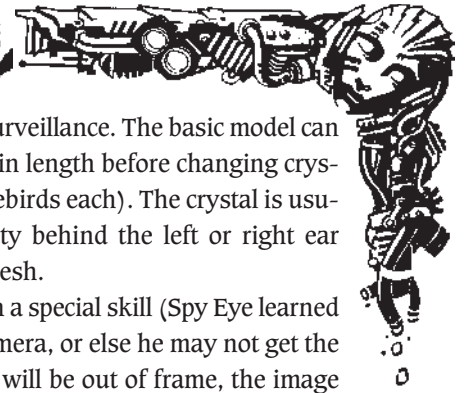 urveillance. The basic model can
in length before changing crys-
ebirds each). The crystal is usu-
ty behind the left or right ear
esh.
a special skill (Spy Eye learned
mera, or else he may not get the
will be out of frame, the image